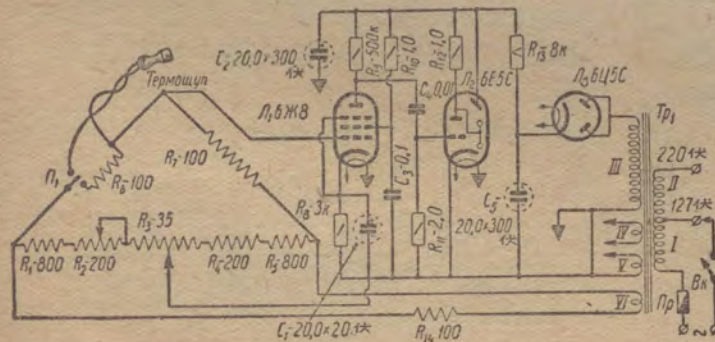 Термощуп
П₁
R₆-100
R₇-100
R₁-800
R₂-200
R₃-35
R₄-200
R₅-800
C₂-20,0×300
R₉-500к
R₁₀-1,0
Л₁ 6Ж8
R₈-3к
C₁-20,0×20
C₃-0,1
C₄-0,01
R₁₁-2,0
R₁₂-1,0
Л₂ 6Е5С
R₁₃-8к
Л₃ 6Ц5С
C₅
20,0×300
R₁₄-100
Тр₁
III
IV
V
VI
II
I
220
127
Вк
Пр